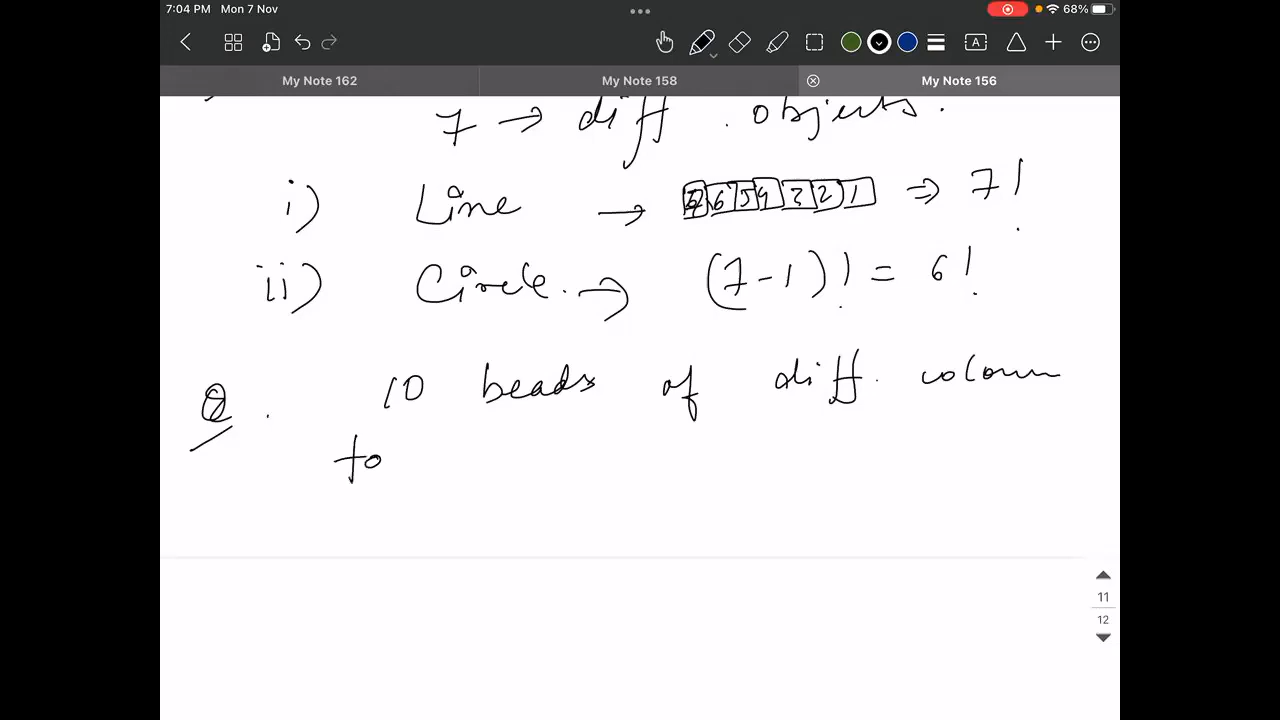 7:04 PM Mon 7 Nov
68%
A
My Note 162 My Note 158 My Note 156
7 → diff . objects.
i) Line → 7 6 5 4 3 2 1 ⇒ 7!
ii) Circle. → (7-1)! = 6!
Q. 10 beads of diff. colour
to
11
12